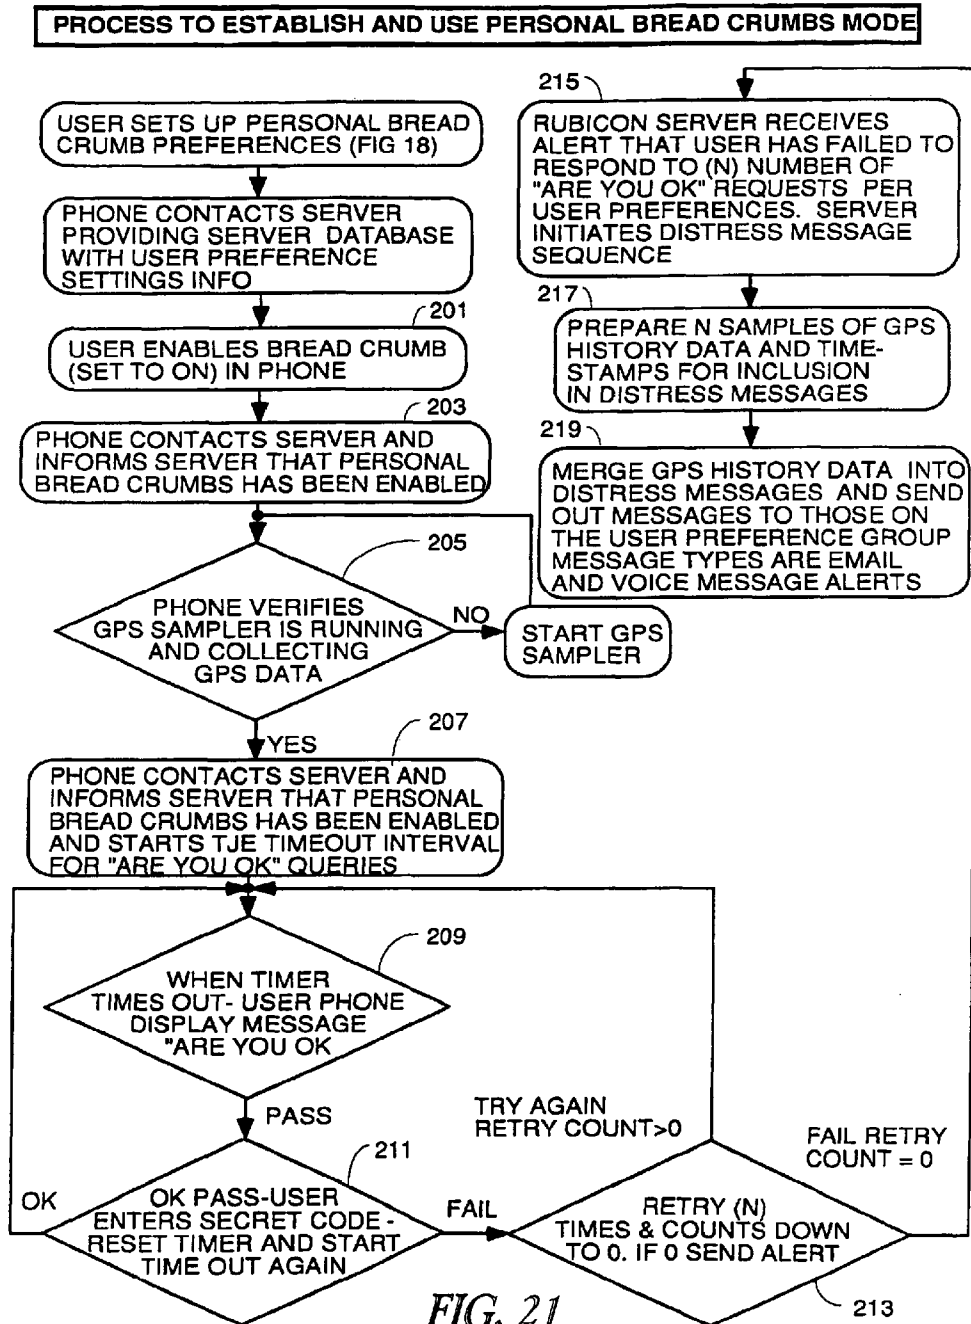 PROCESS TO ESTABLISH AND USE PERSONAL BREAD CRUMBS MODE
USER SETS UP PERSONAL BREAD
CRUMB PREFERENCES (FIG 18)
PHONE CONTACTS SERVER
PROVIDING SERVER DATABASE
WITH USER PREFERENCE
SETTINGS INFO
201
USER ENABLES BREAD CRUMB
(SET TO ON) IN PHONE
203
PHONE CONTACTS SERVER AND
INFORMS SERVER THAT PERSONAL
BREAD CRUMBS HAS BEEN ENABLED
205
PHONE VERIFIES
GPS SAMPLER IS RUNNING
AND COLLECTING
GPS DATA
NO
START GPS
SAMPLER
YES
207
PHONE CONTACTS SERVER AND
INFORMS SERVER THAT PERSONAL
BREAD CRUMBS HAS BEEN ENABLED
AND STARTS TJE TIMEOUT INTERVAL
FOR "ARE YOU OK" QUERIES
209
WHEN TIMER
TIMES OUT- USER PHONE
DISPLAY MESSAGE
"ARE YOU OK
PASS
211
OK
OK PASS-USER
ENTERS SECRET CODE -
RESET TIMER AND START
TIME OUT AGAIN
FAIL
TRY AGAIN
RETRY COUNT>0
FAIL RETRY
COUNT = 0
RETRY (N)
TIMES & COUNTS DOWN
TO 0. IF 0 SEND ALERT
213
215
RUBICON SERVER RECEIVES
ALERT THAT USER HAS FAILED TO
RESPOND TO (N) NUMBER OF
"ARE YOU OK" REQUESTS PER
USER PREFERENCES. SERVER
INITIATES DISTRESS MESSAGE
SEQUENCE
217
PREPARE N SAMPLES OF GPS
HISTORY DATA AND TIME-
STAMPS FOR INCLUSION
IN DISTRESS MESSAGES
219
MERGE GPS HISTORY DATA INTO
DISTRESS MESSAGES AND SEND
OUT MESSAGES TO THOSE ON
THE USER PREFERENCE GROUP
MESSAGE TYPES ARE EMAIL
AND VOICE MESSAGE ALERTS
FIG. 21